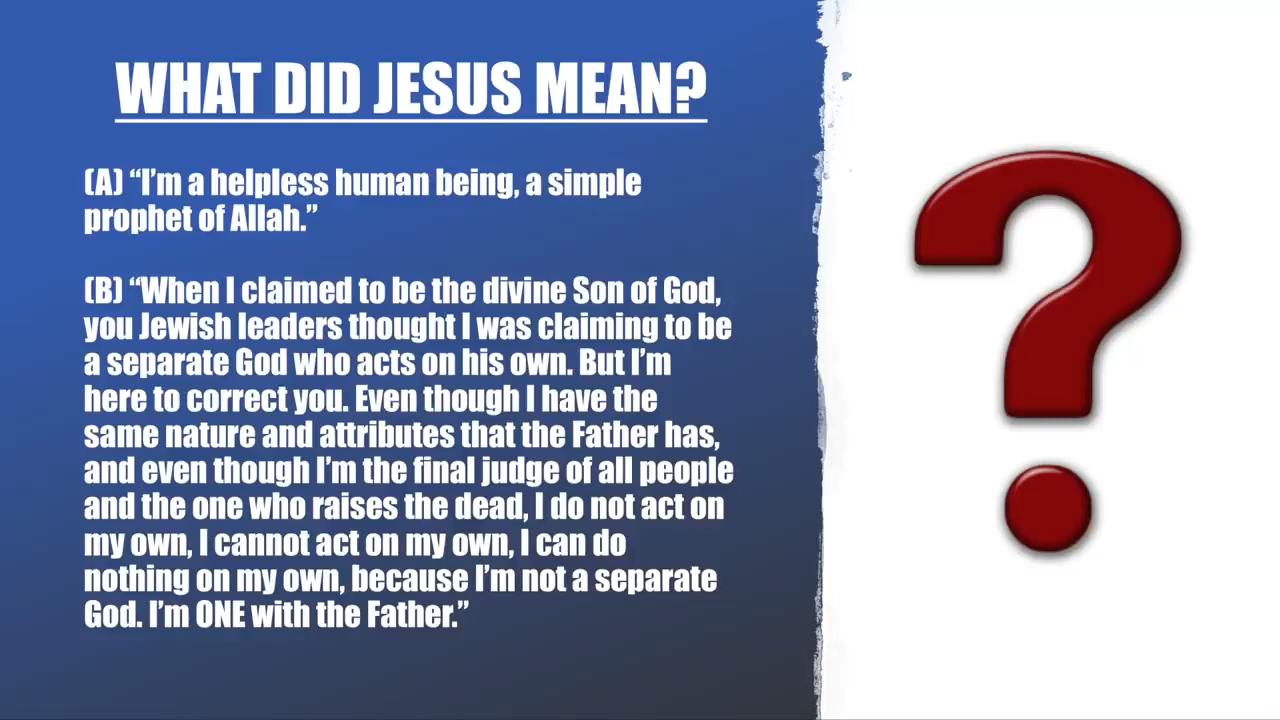 WHAT DID JESUS MEAN?
(A) “I’m a helpless human being, a simple
prophet of Allah.”
(B) “When I claimed to be the divine Son of God,
you Jewish leaders thought I was claiming to be
a separate God who acts on his own. But I’m
here to correct you. Even though I have the
same nature and attributes that the Father has,
and even though I’m the final judge of all people
and the one who raises the dead, I do not act on
my own, I cannot act on my own, I can do
nothing on my own, because I’m not a separate
God. I’m ONE with the Father.”
?